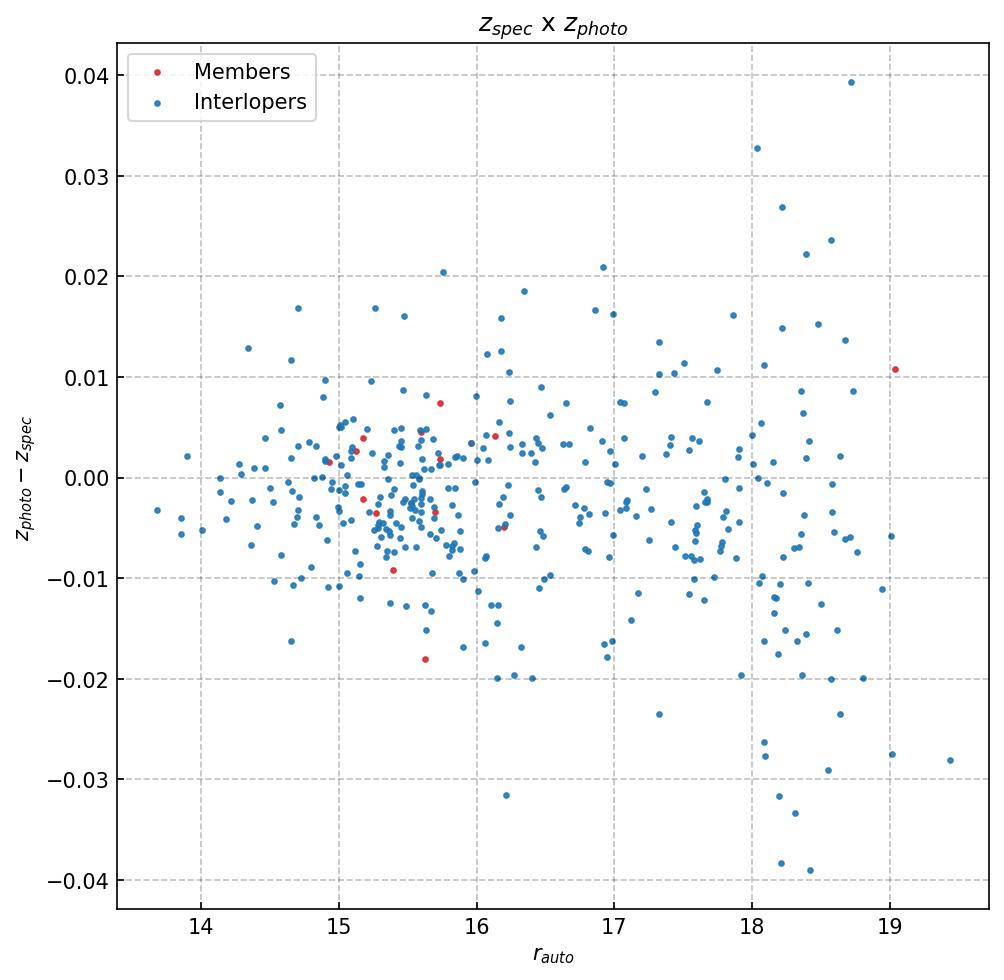 z_spec x z_photo
Members
Interlopers
0.04
0.03
0.02
0.01
0.00
−0.01
−0.02
−0.03
−0.04
z_photo − z_spec
14 15 16 17 18 19
r_auto